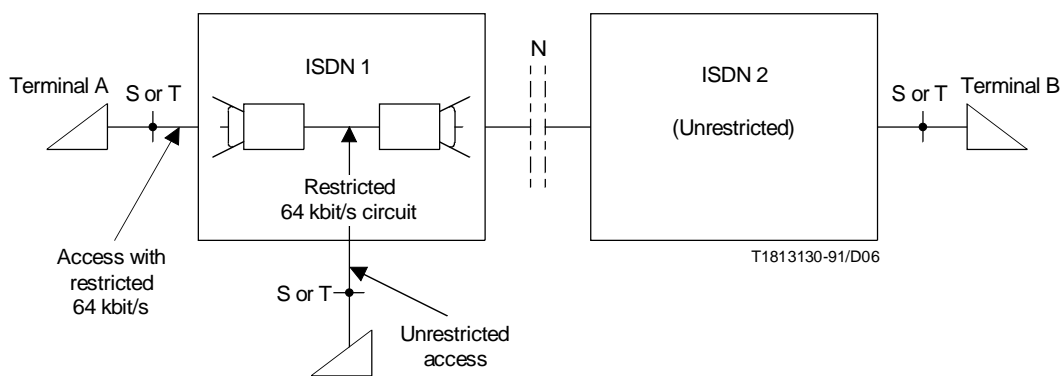 N
ISDN 1
ISDN 2
Terminal A
Terminal B
S or T
S or T
(Unrestricted)
Restricted
64 kbit/s circuit
T1813130-91/D06
Access with
restricted
64 kbit/s
S or T
Unrestricted
access